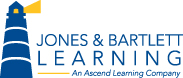 JONES & BARTLETT
LEARNING
An Ascend Learning Company